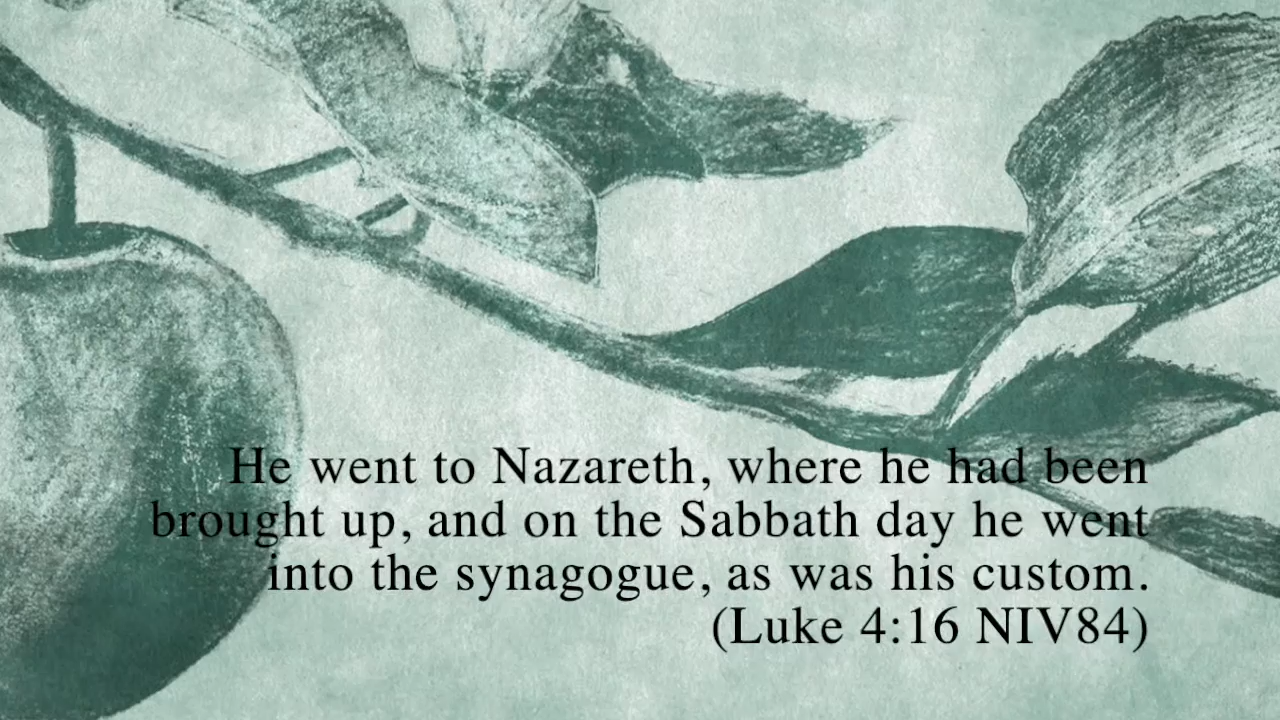 He went to Nazareth, where he had been
brought up, and on the Sabbath day he went
into the synagogue, as was his custom.
(Luke 4:16 NIV84)